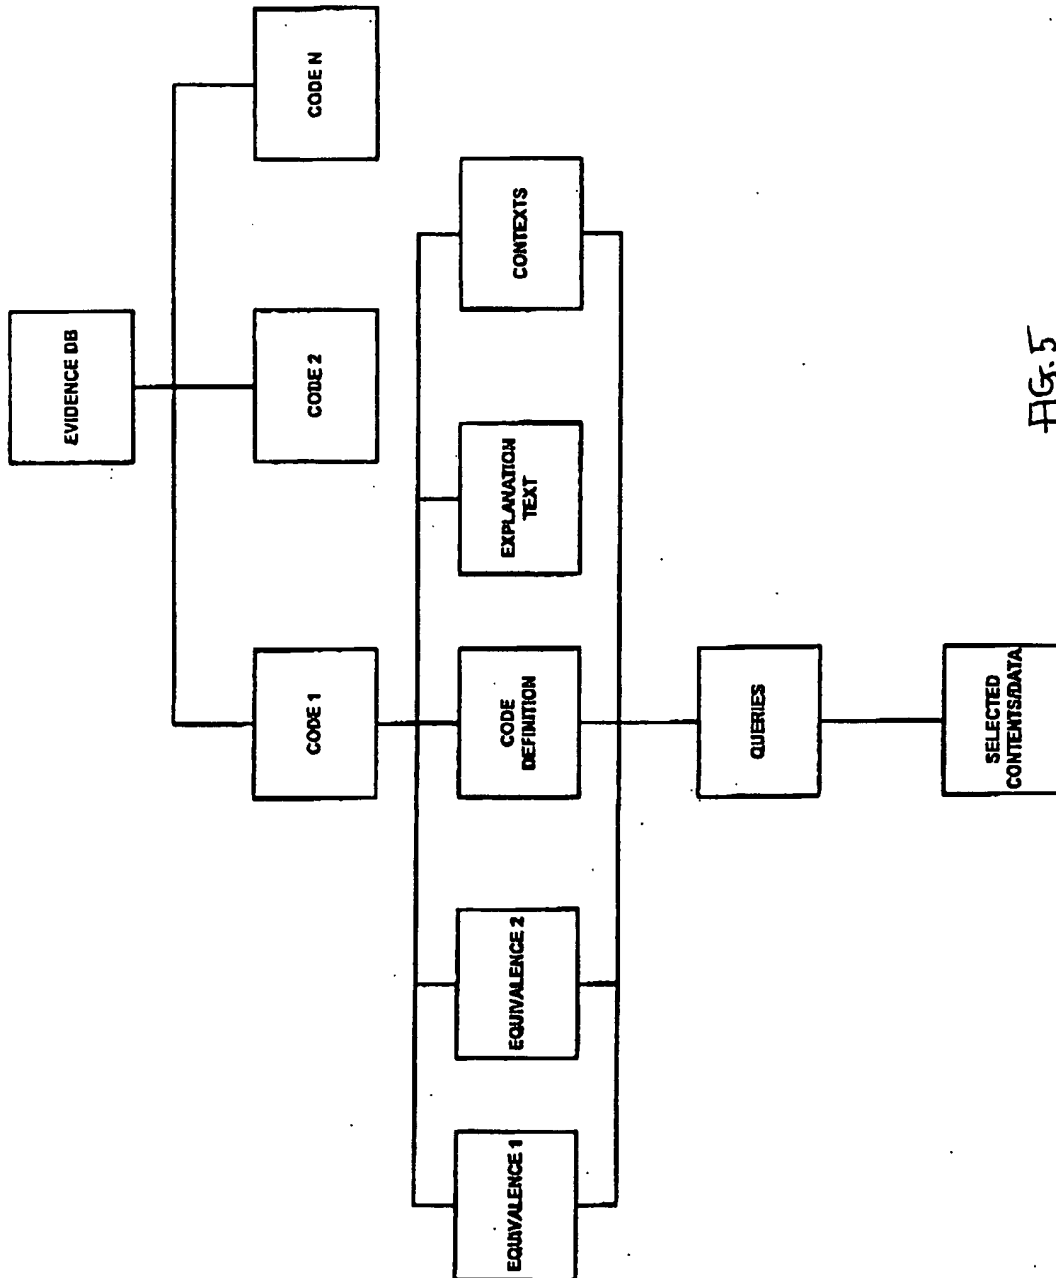 EVIDENCE DB
CODE 1
CODE 2
CODE N
EQUIVALENCE 1
EQUIVALENCE 2
CODE
DEFINITION
EXPLANATION
TEXT
CONTEXTS
QUERIES
SELECTED
CONTENTS/DATA
FIG. 5